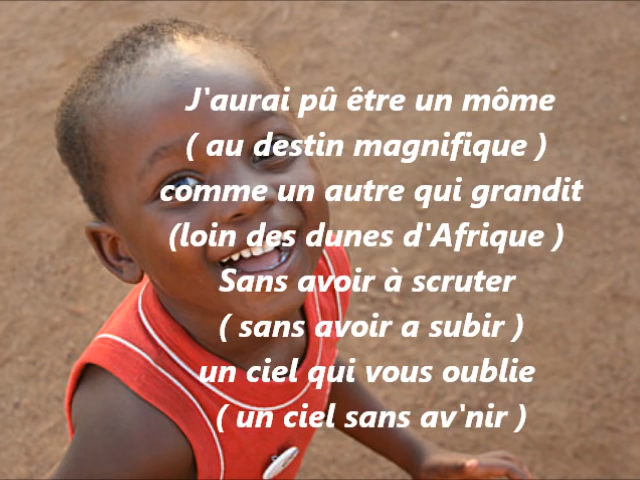 J'aurai pû être un môme
( au destin magnifique )
comme un autre qui grandit
(loin des dunes d'Afrique )
Sans avoir à scruter
( sans avoir a subir )
un ciel qui vous oublie
( un ciel sans av'nir )